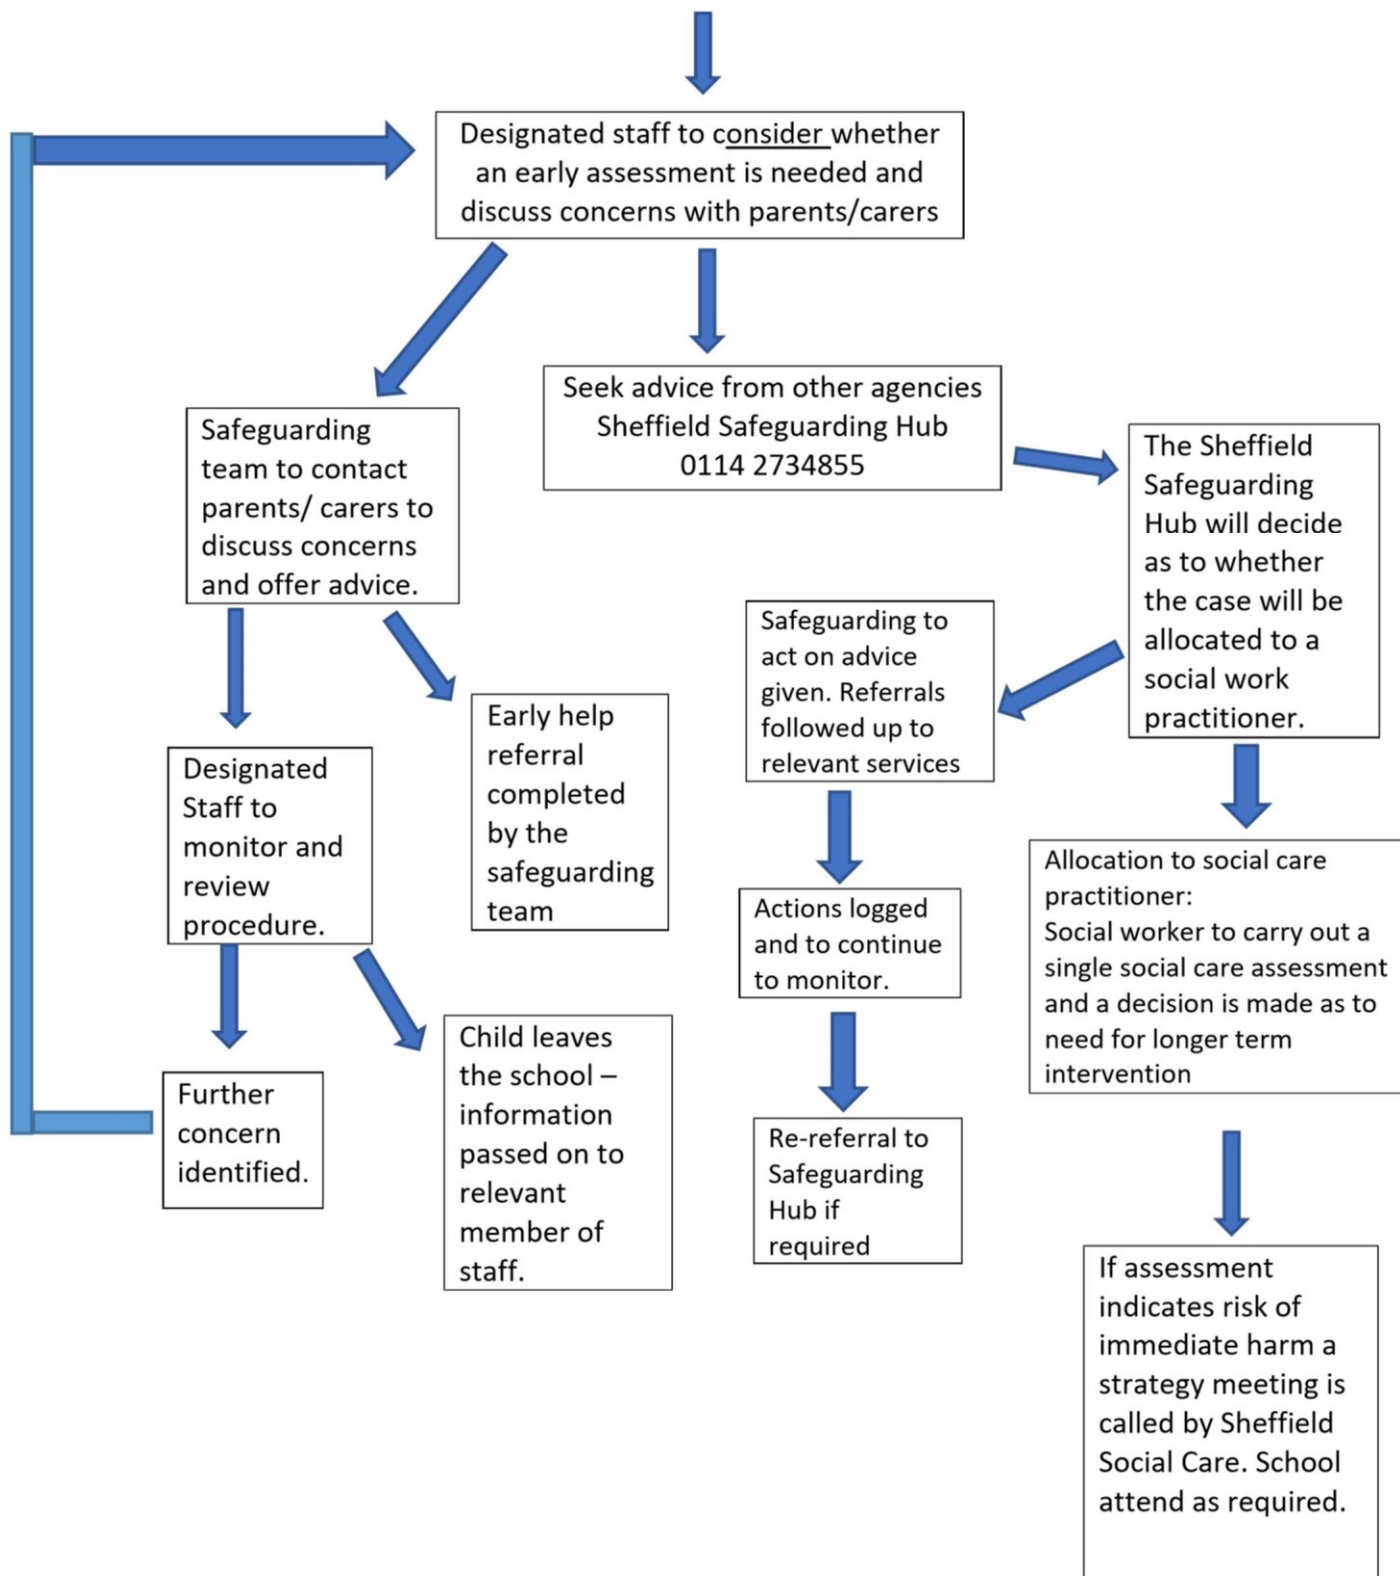 Designated staff to consider whether
an early assessment is needed and
discuss concerns with parents/carers
Seek advice from other agencies
Sheffield Safeguarding Hub
0114 2734855
Safeguarding
team to contact
parents/ carers to
discuss concerns
and offer advice.
The Sheffield
Safeguarding
Hub will decide
as to whether
the case will be
allocated to a
social work
practitioner.
Safeguarding to
act on advice
given. Referrals
followed up to
relevant services
Early help
referral
completed
by the
safeguarding
team
Designated
Staff to
monitor and
review
procedure.
Allocation to social care
practitioner:
Social worker to carry out a
single social care assessment
and a decision is made as to
need for longer term
intervention
Actions logged
and to continue
to monitor.
Child leaves
the school –
information
passed on to
relevant
member of
staff.
Further
concern
identified.
Re-referral to
Safeguarding
Hub if
required
If assessment
indicates risk of
immediate harm a
strategy meeting is
called by Sheffield
Social Care. School
attend as required.